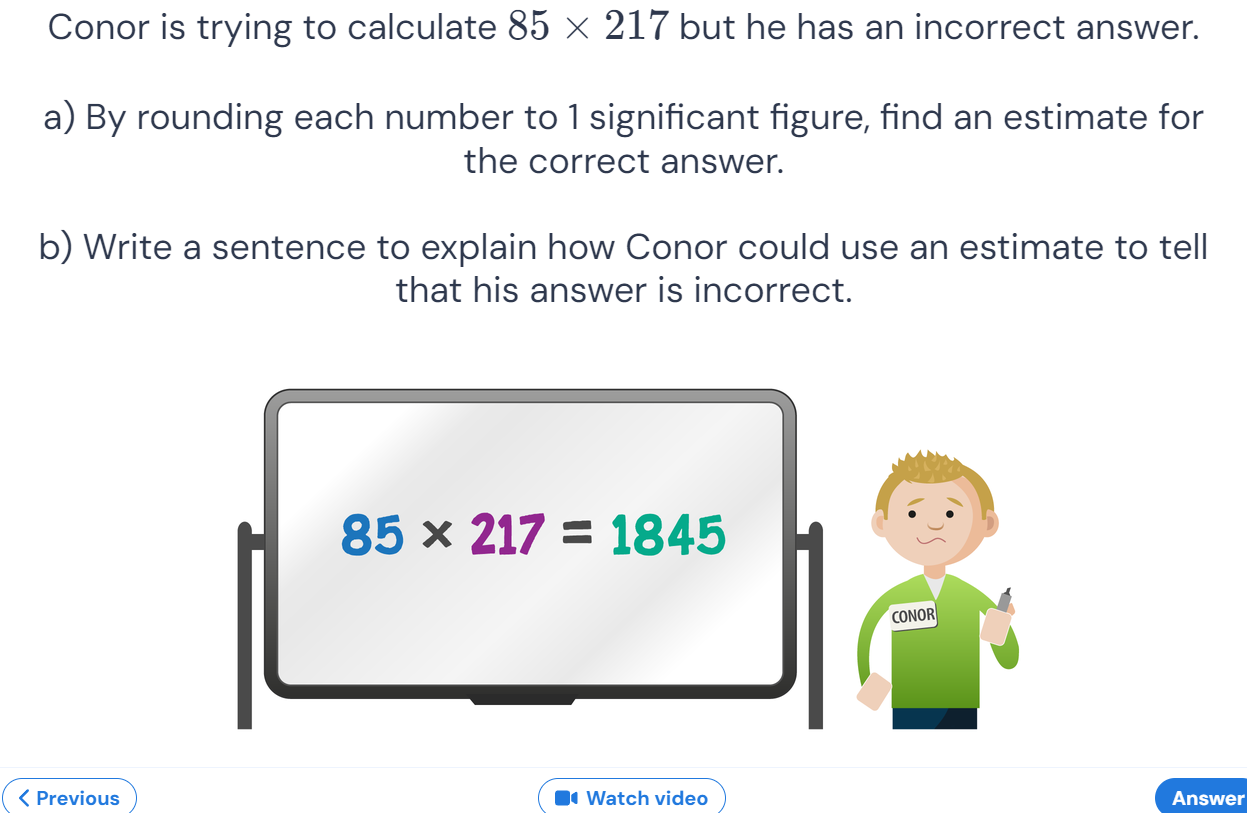 Conor is trying to calculate 85 × 217 but he has an incorrect answer.
a) By rounding each number to 1 significant figure, find an estimate for
the correct answer.
b) Write a sentence to explain how Conor could use an estimate to tell
that his answer is incorrect.
85 × 217 = 1845
CONOR
Previous
Watch video
Answer